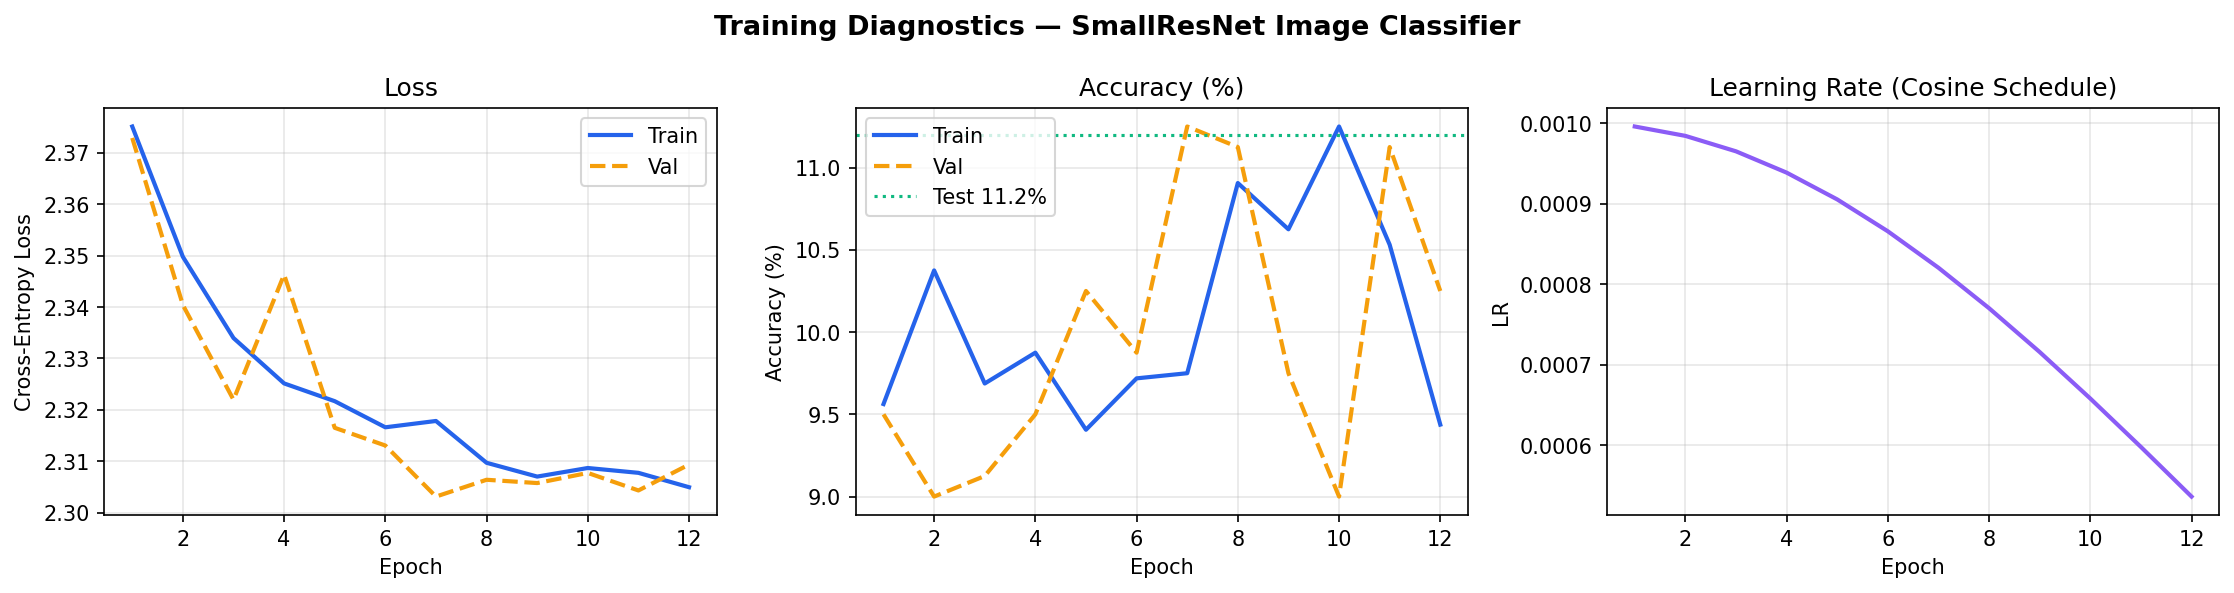 Training Diagnostics — SmallResNet Image Classifier
Loss
Cross-Entropy Loss
2.37
2.36
2.35
2.34
2.33
2.32
2.31
2.30
Train
Val
2 4 6 8 10 12
Epoch
Accuracy (%)
Accuracy (%)
11.0
10.5
10.0
9.5
9.0
Train
Val
Test 11.2%
2 4 6 8 10 12
Epoch
Learning Rate (Cosine Schedule)
LR
0.0010
0.0009
0.0008
0.0007
0.0006
2 4 6 8 10 12
Epoch